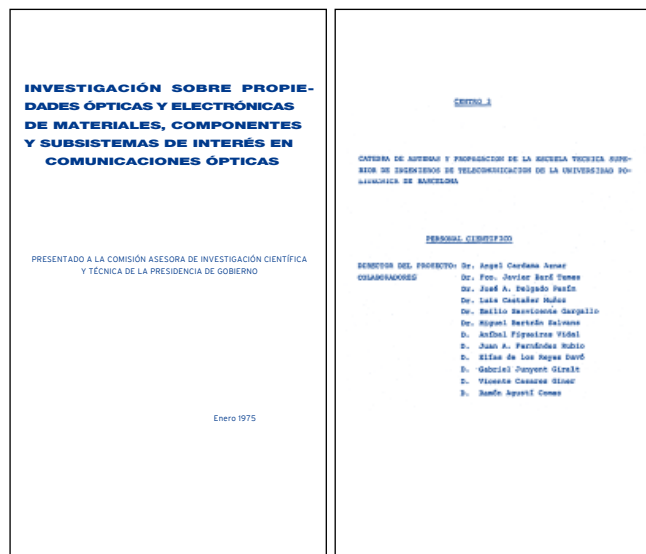 INVESTIGACIÓN SOBRE PROPIE-
DADES ÓPTICAS Y ELECTRÓNICAS
DE MATERIALES, COMPONENTES
Y SUBSISTEMAS DE INTERÉS EN
COMUNICACIONES ÓPTICAS
PRESENTADO A LA COMISIÓN ASESORA DE INVESTIGACIÓN CIENTÍFICA
Y TÉCNICA DE LA PRESIDENCIA DE GOBIERNO
Enero 1975
CENTRO 2
CATEDRA DE ANTENAS Y PROPAGACION DE LA ESCUELA TECNICA SUPE-
RIOR DE INGENIEROS DE TELECOMUNICACION DE LA UNIVERSIDAD PO-
LITECNICA DE BARCELONA
PERSONAL CIENTIFICO
DIRECTOR DEL PROYECTO: Dr. Angel Cardama Aznar
COLABORADORES Dr. Fco. Javier Bará Temes
Dr. José A. Delgado Penín
Dr. Luis Castañer Muñoz
Dr. Emilio Sanvicente Gargallo
Dr. Miguel Bertrán Salvans
D. Aníbal Figueiras Vidal
D. Juan A. Fernández Rubio
D. Elías de los Reyes Davó
D. Gabriel Junyent Giralt
D. Vicente Casares Giner
D. Ramón Agustí Comes